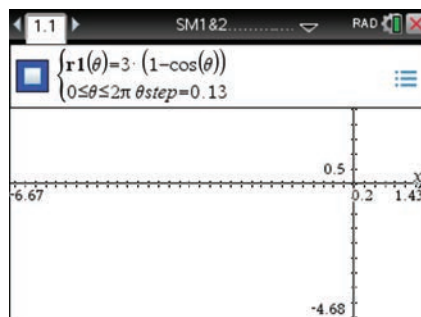 1.1 SM1&2............ RAD
r1(θ)=3·(1−cos(θ))
0≤θ≤2π θstep=0.13
0.5 x
-6.67 0.2 1.43
-4.68